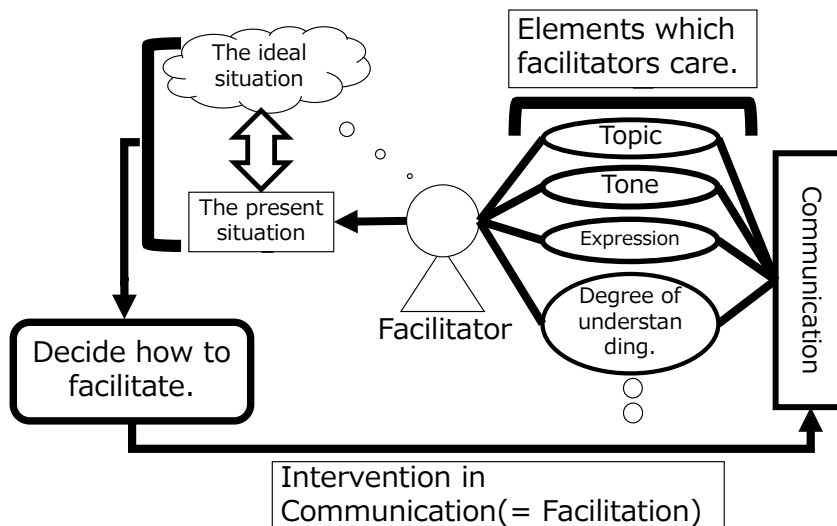 The ideal
situation
Elements which
facilitators care.
Topic
Tone
Expression
Degree of
understan
ding.
Communication
The present
situation
Facilitator
Decide how to
facilitate.
Intervention in
Communication(= Facilitation)